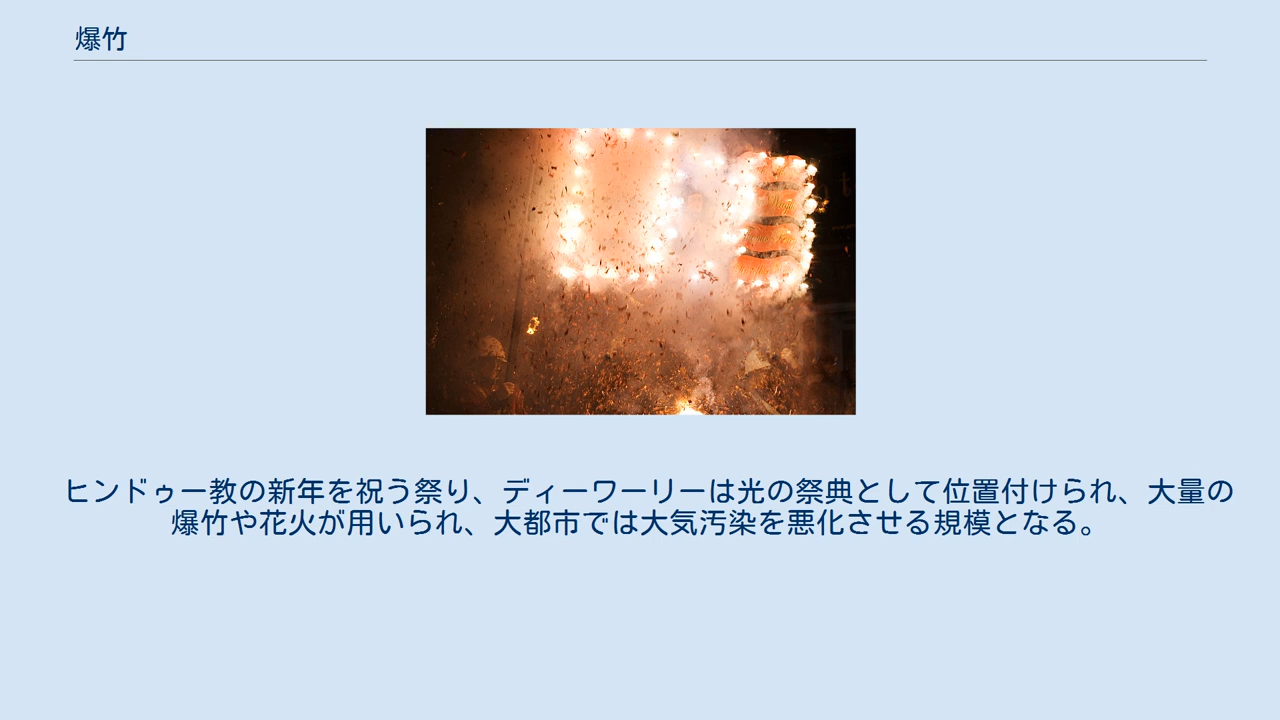 爆竹
ヒンドゥー教の新年を祝う祭り、ディーワーリーは光の祭典として位置付けられ、大量の
爆竹や花火が用いられ、大都市では大気汚染を悪化させる規模となる。